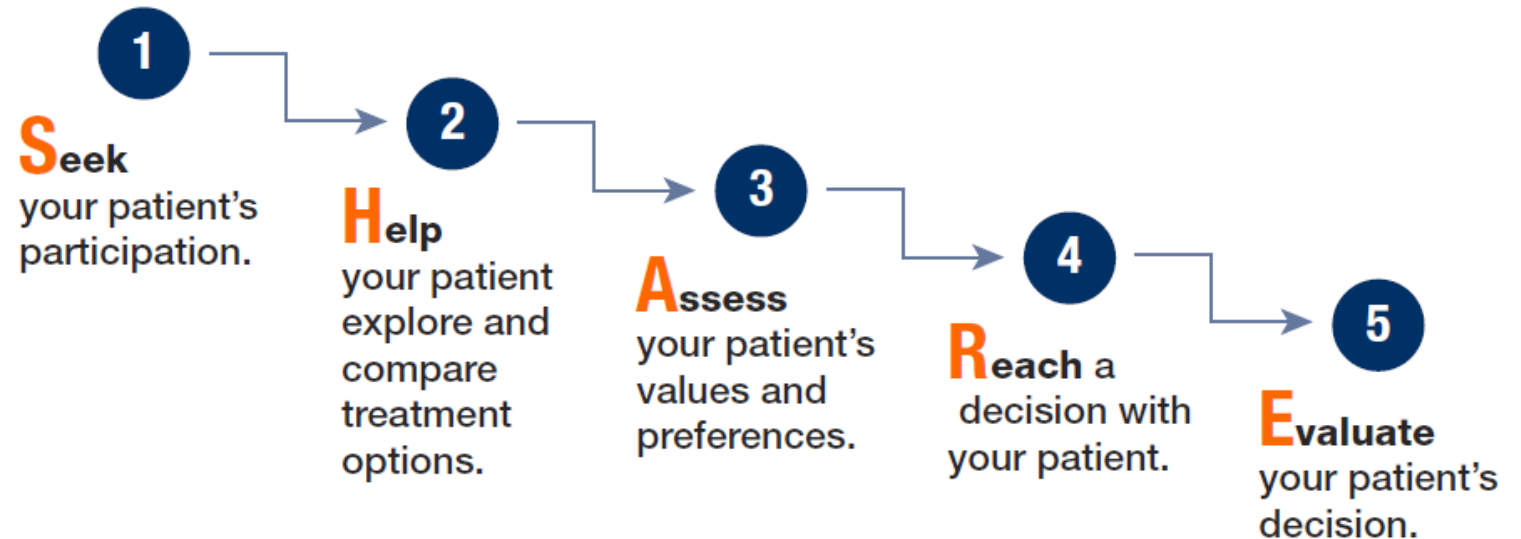 1
Seek
your patient's
participation.
2
Help
your patient
explore and
compare
treatment
options.
3
Assess
your patient's
values and
preferences.
4
Reach a
decision with
your patient.
5
Evaluate
your patient's
decision.